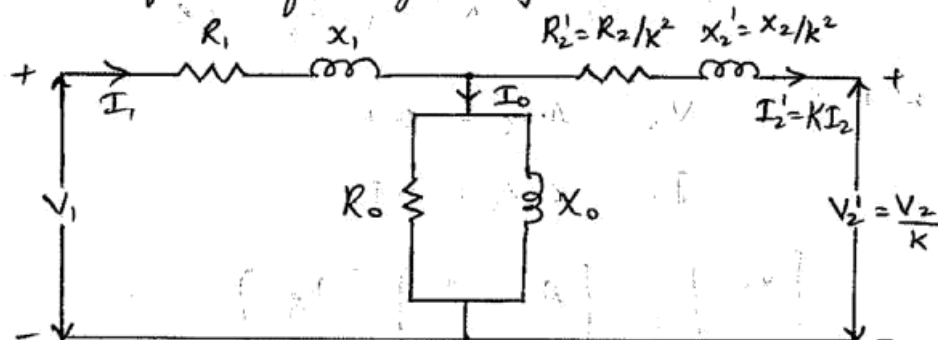 R₁ X₁ R₂' = R₂/K² X₂' = X₂/K²
+ +
I₁ I₀ I₂' = KI₂
V₁ R₀ X₀ V₂' = V₂/K
- -